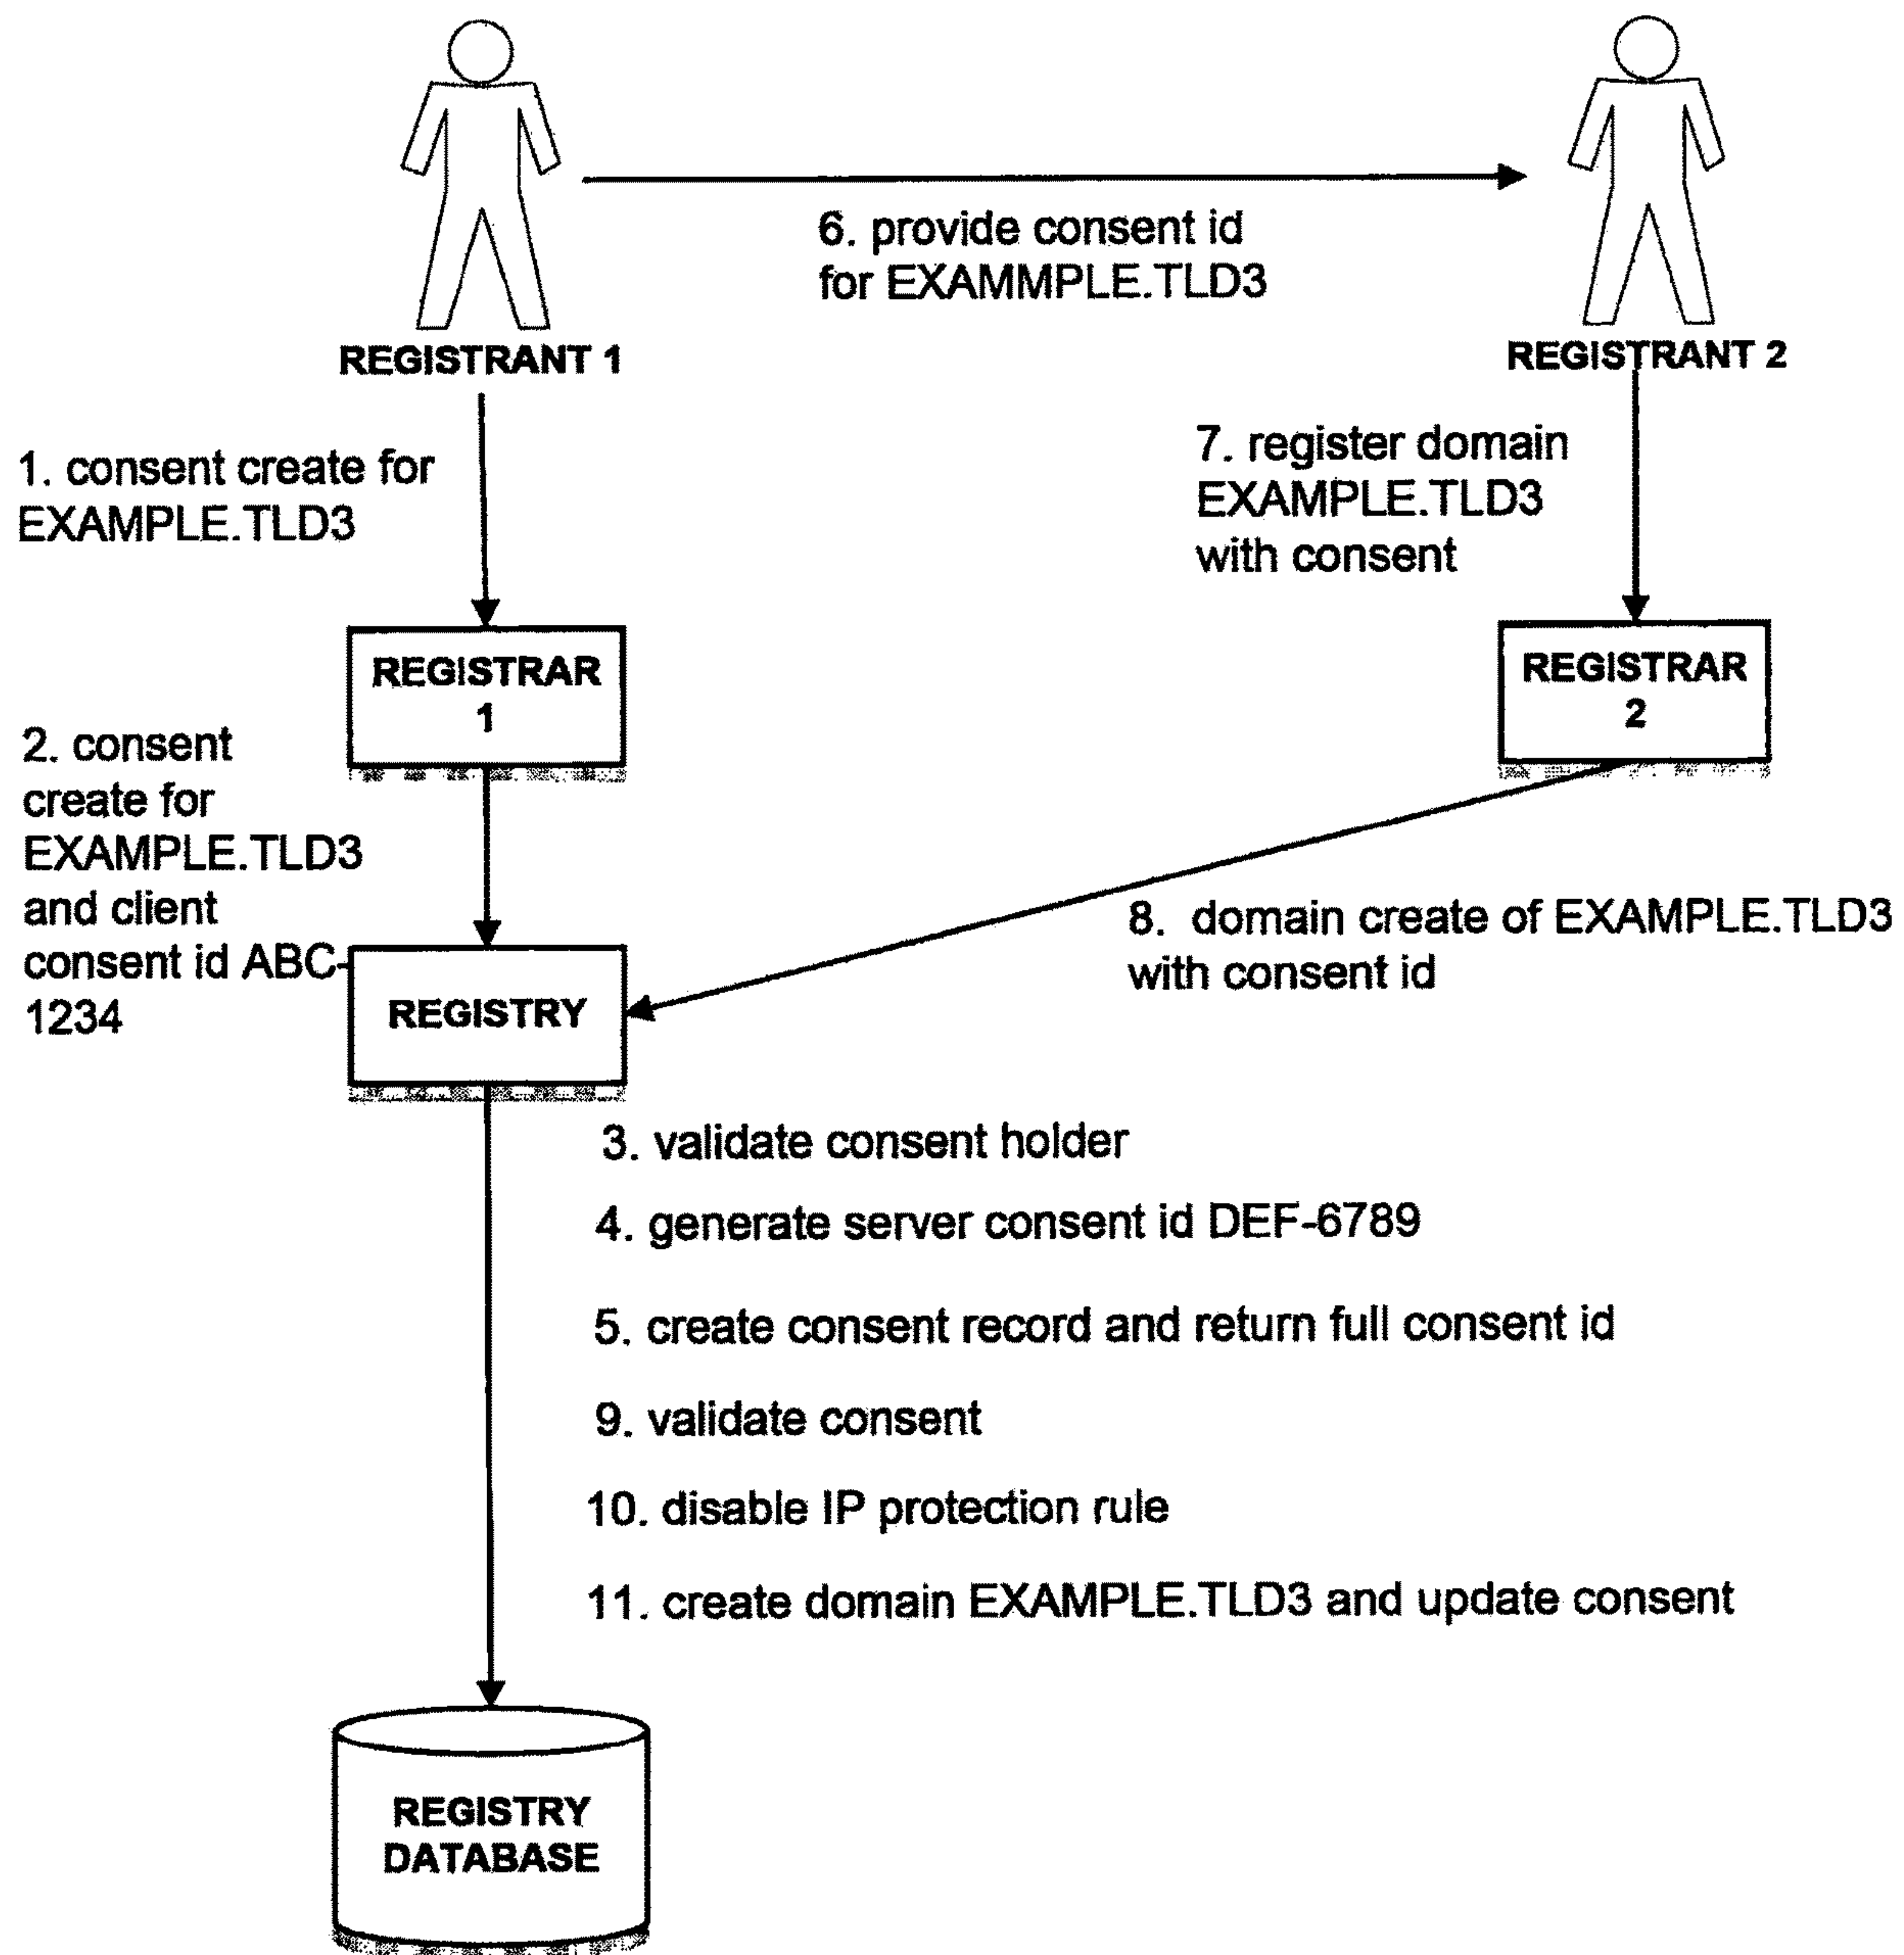 6. provide consent id
for EXAMMPLE.TLD3
REGISTRANT 1
REGISTRANT 2
1. consent create for
EXAMPLE.TLD3
7. register domain
EXAMPLE.TLD3
with consent
REGISTRAR
1
REGISTRAR
2
2. consent
create for
EXAMPLE.TLD3
and client
consent id ABC-
1234
8. domain create of EXAMPLE.TLD3
with consent id
REGISTRY
3. validate consent holder
4. generate server consent id DEF-6789
5. create consent record and return full consent id
9. validate consent
10. disable IP protection rule
11. create domain EXAMPLE.TLD3 and update consent
REGISTRY
DATABASE